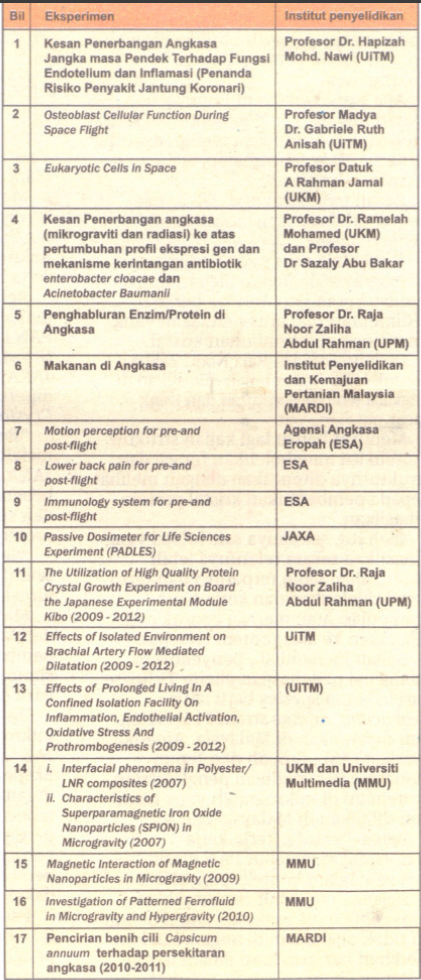 Bil Eksperimen Institut penyelidikan
1 Kesan Penerbangan Angkasa Profesor Dr. Hapizah
Jangka masa Pendek Terhadap Fungsi Mohd. Nawi (UiTM)
Endotelium dan Inflamasi (Penanda
Risiko Penyakit Jantung Koronari)
2 Osteoblast Cellular Function During Profesor Madya
Space Flight Dr. Gabriele Ruth
Anisah (UiTM)
3 Eukaryotic Cells in Space Profesor Datuk
A Rahman Jamal
(UKM)
4 Kesan Penerbangan angkasa Profesor Dr. Ramelah
(mikrograviti dan radiasi) ke atas Mohamed (UKM)
pertumbuhan profil ekspresi gen dan dan Profesor
mekanisme kerintangan antibiotik Dr Sazaly Abu Bakar
enterobacter cloacae dan
Acinetobacter Baumanii
5 Penghabluran Enzim/Protein di Profesor Dr. Raja
Angkasa Noor Zaliha
Abdul Rahman (UPM)
6 Makanan di Angkasa Institut Penyelidikan
dan Kemajuan
Pertanian Malaysia
(MARDI)
7 Motion perception for pre-and Agensi Angkasa
post-flight Eropah (ESA)
8 Lower back pain for pre-and ESA
post-flight
9 Immunology system for pre-and ESA
post-flight
10 Passive Dosimeter for Life Sciences JAXA
Experiment (PADLES)
11 The Utilization of High Quality Protein Profesor Dr. Raja
Crystal Growth Experiment on Board Noor Zaliha
the Japanese Experimental Module Abdul Rahman (UPM)
Kibo (2009 - 2012)
12 Effects of Isolated Environment on UiTM
Brachial Artery Flow Mediated
Dilatation (2009 - 2012)
13 Effects of Prolonged Living In A (UiTM)
Confined Isolation Facility On
Inflammation, Endothelial Activation,
Oxidative Stress And
Prothrombogenesis (2009 - 2012)
14 i. Interfacial phenomena in Polyester/ UKM dan Universiti
LNR composites (2007) Multimedia (MMU)
ii. Characteristics of
Superparamagnetic Iron Oxide
Nanoparticles (SPION) in
Microgravity (2007)
15 Magnetic Interaction of Magnetic MMU
Nanoparticles in Microgravity (2009)
16 Investigation of Patterned Ferrofluid MMU
in Microgravity and Hypergravity (2010)
17 Pencirian benih cili Capsicum MARDI
annuum terhadap persekitaran
angkasa (2010-2011)